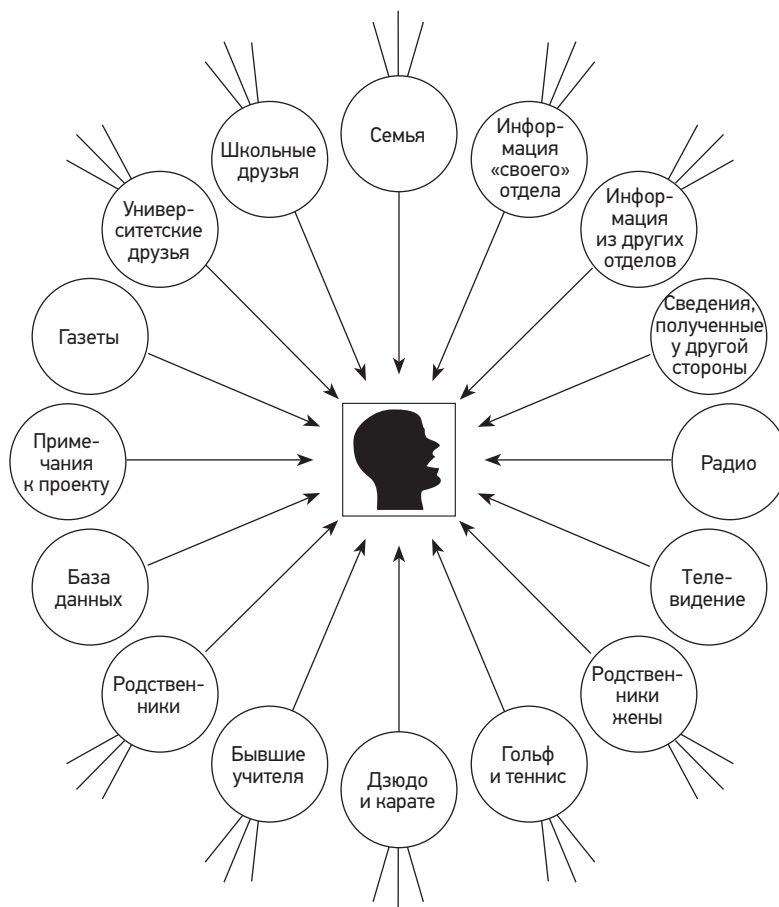 Семья
Инфор-
мация
«своего»
отдела
Инфор-
мация
из других
отделов
Сведения,
полученные
у другой
стороны
Радио
Теле-
видение
Родствен-
ники
жены
Гольф
и теннис
Дзюдо
и карате
Бывшие
учителя
Родствен-
ники
База
данных
Приме-
чания
к проекту
Газеты
Универ-
ситетские
друзья
Школьные
друзья